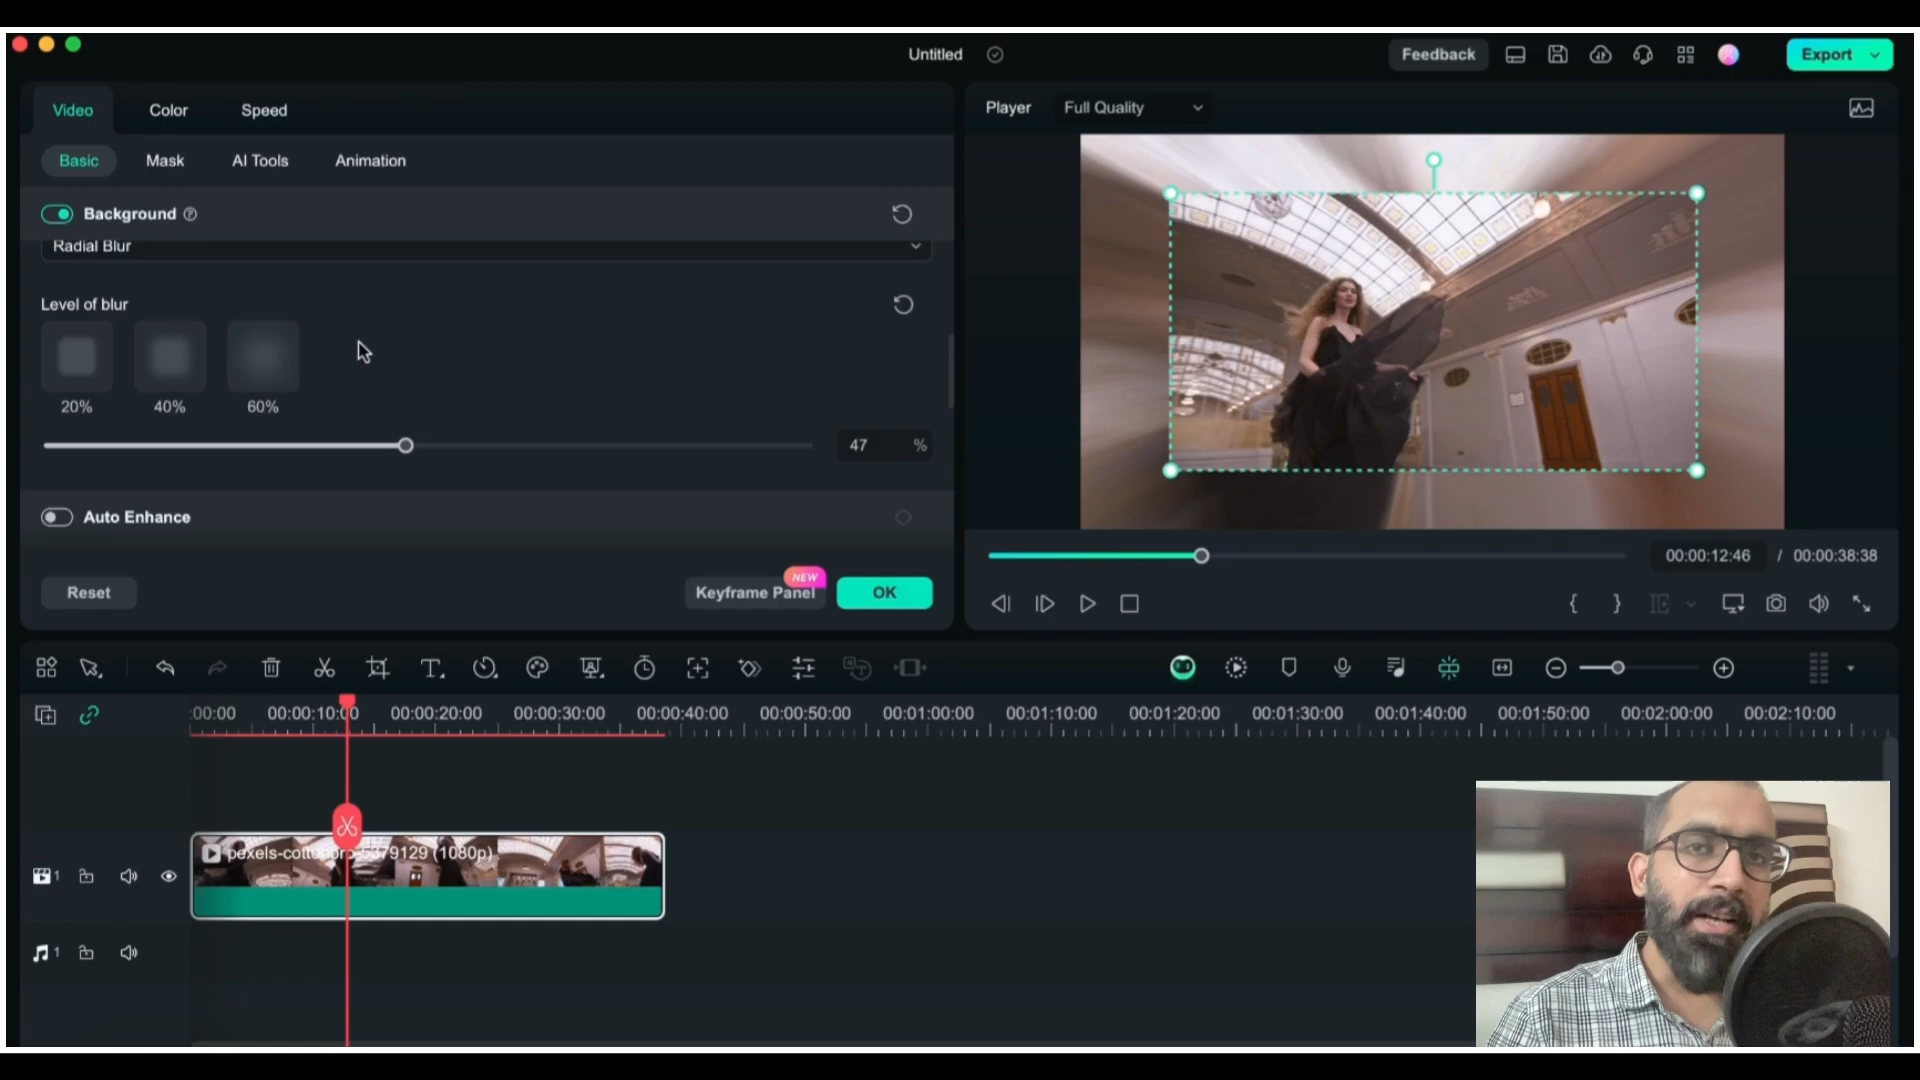 Untitled
Feedback
Export
Video
Color
Speed
Player
Full Quality
Basic
Mask
AI Tools
Animation
Background
Radial Blur
Level of blur
20%
40%
60%
47 %
Auto Enhance
00:00:12:46 / 00:00:38:38
Reset
Keyframe Panel
NEW
OK
:00:00 00:00:10:00 00:00:20:00 00:00:30:00 00:00:40:00 00:00:50:00 00:01:00:00 00:01:10:00 00:01:20:00 00:01:30:00 00:01:40:00 00:01:50:00 00:02:00:00 00:02:10:00
5379129 (1080p)
1
1